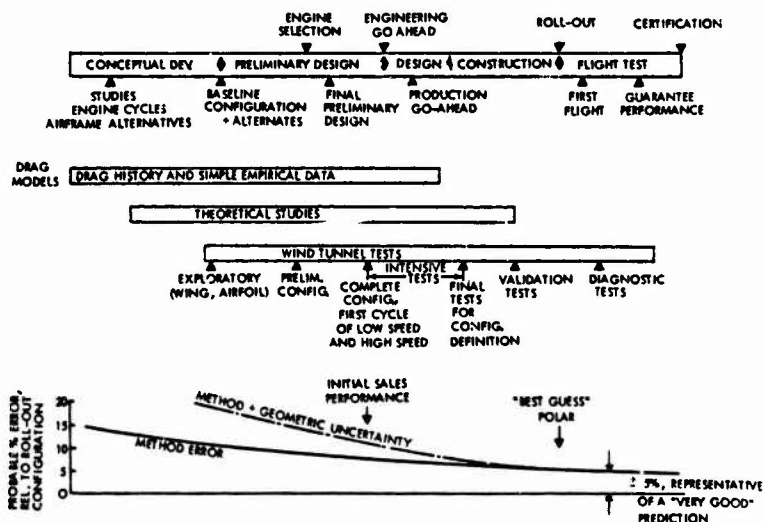 ENGINE
SELECTION
ENGINEERING
GO AHEAD
ROLL-OUT
CERTIFICATION
CONCEPTUAL DEV.
PRELIMINARY DESIGN
DESIGN
CONSTRUCTION
FLIGHT TEST
STUDIES
ENGINE CYCLES
AIRFRAME ALTERNATIVES
BASELINE
CONFIGURATION
+ ALTERNATES
FINAL
PRELIMINARY
DESIGN
PRODUCTION
GO-AHEAD
FIRST
FLIGHT
GUARANTEE
PERFORMANCE
DRAG
MODELS
DRAG HISTORY AND SIMPLE EMPIRICAL DATA
THEORETICAL STUDIES
WIND TUNNEL TESTS
EXPLORATORY
(WING, AIRFOIL)
PRELIM.
CONFIG.
INTENSIVE
TESTS
COMPLETE
CONFIG.,
FIRST CYCLE
OF LOW SPEED
AND HIGH SPEED
FINAL
TESTS
FOR
CONFIG.
DEFINITION
VALIDATION
TESTS
DIAGNOSTIC
TESTS
PROBABLE % ERROR,
REL. TO ROLL-OUT
CONFIGURATION
20
15
10
5
0
METHOD + GEOMETRIC UNCERTAINTY
METHOD ERROR
INITIAL SALES
PERFORMANCE
"BEST GUESS"
POLAR
± 5%, REPRESENTATIVE
OF A "VERY GOOD"
PREDICTION